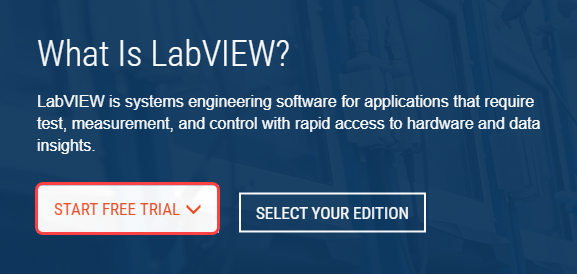 What Is LabVIEW?
LabVIEW is systems engineering software for applications that require
test, measurement, and control with rapid access to hardware and data
insights.
START FREE TRIAL
SELECT YOUR EDITION